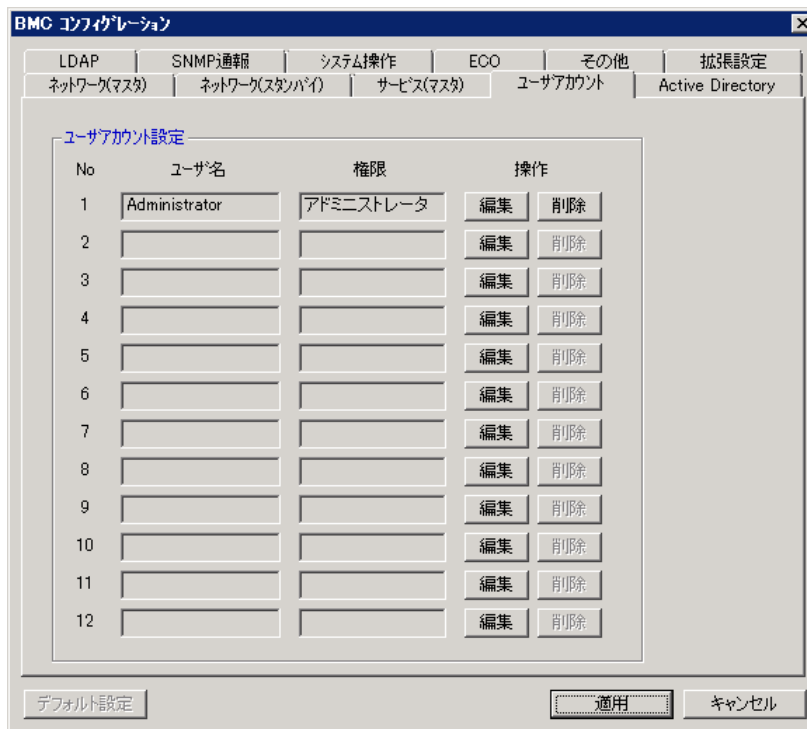 BMC コンフィグレーション
LDAP SNMP通報 システム操作 ECO その他 拡張設定
ネットワーク(マスタ) ネットワーク(スタンバイ) サービス(マスタ) ユーザアカウント Active Directory
ユーザアカウント設定
No ユーザ名 権限 操作
1 Administrator アドミニストレータ 編集 削除
2 編集 削除
3 編集 削除
4 編集 削除
5 編集 削除
6 編集 削除
7 編集 削除
8 編集 削除
9 編集 削除
10 編集 削除
11 編集 削除
12 編集 削除
デフォルト設定 適用 キャンセル